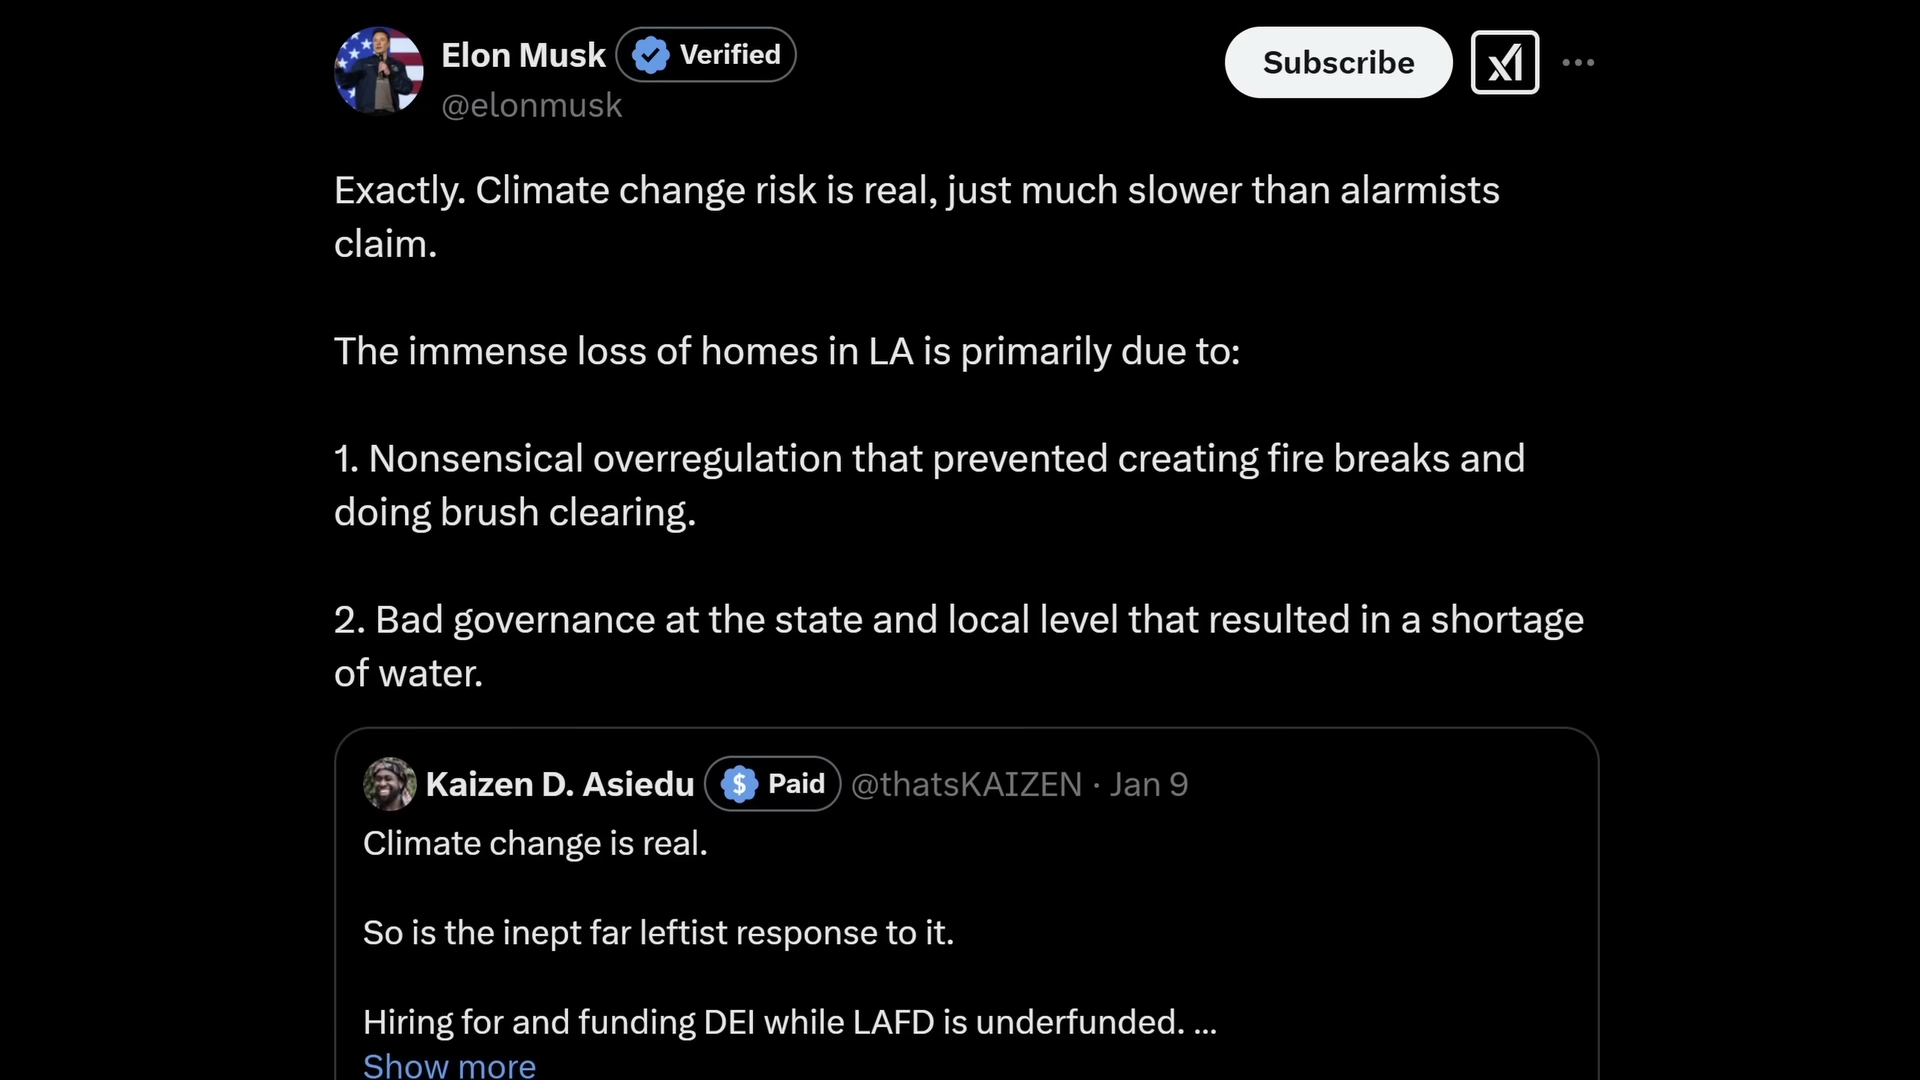 Elon Musk Verified
@elonmusk
Subscribe
Exactly. Climate change risk is real, just much slower than alarmists
claim.
The immense loss of homes in LA is primarily due to:
1. Nonsensical overregulation that prevented creating fire breaks and
doing brush clearing.
2. Bad governance at the state and local level that resulted in a shortage
of water.
Kaizen D. Asiedu $ Paid @thatsKAIZEN · Jan 9
Climate change is real.
So is the inept far leftist response to it.
Hiring for and funding DEI while LAFD is underfunded. ...
Show more